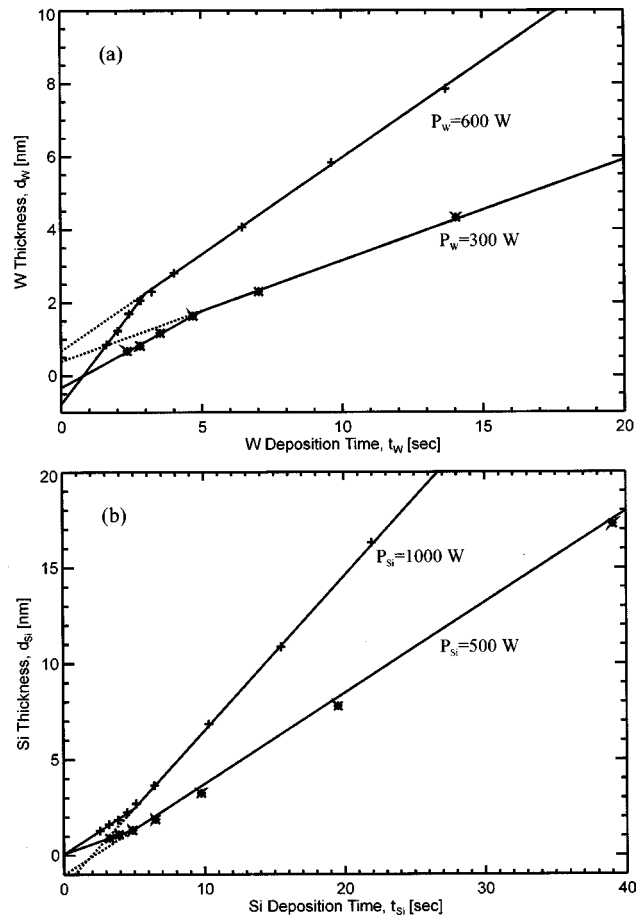 10
(a)
8
P_W=600 W
6
W Thickness, d_W [nm]
4
P_W=300 W
2
0
0 5 10 15 20
W Deposition Time, t_W [sec]
20
(b)
15
P_Si=1000 W
Si Thickness, d_Si [nm]
10
P_Si=500 W
5
0
0 10 20 30 40
Si Deposition Time, t_Si [sec]